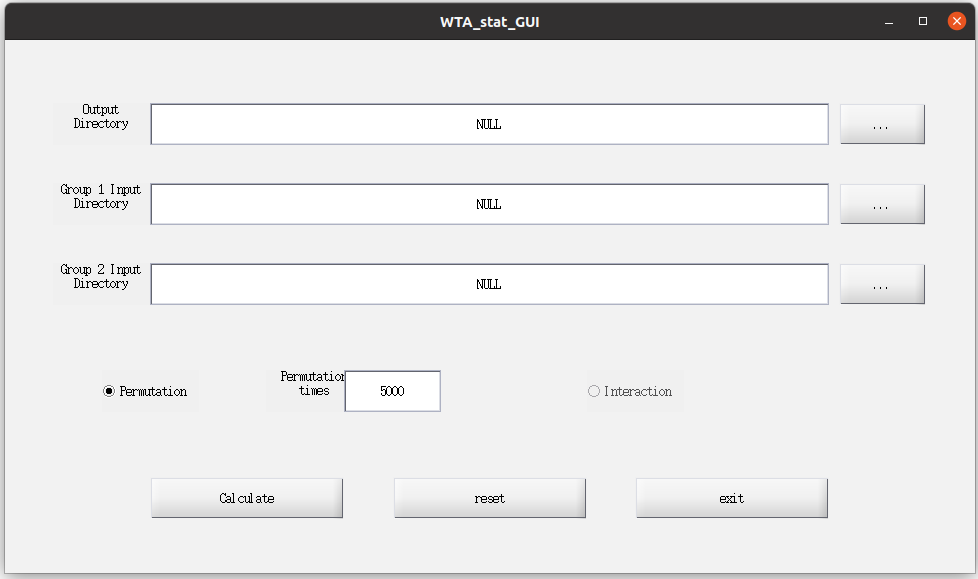 WTA_stat_GUI
Output
Directory
NULL
...
Group 1 Input
Directory
NULL
...
Group 2 Input
Directory
NULL
...
Permutation
Permutation
times
5000
Interaction
Calculate
reset
exit